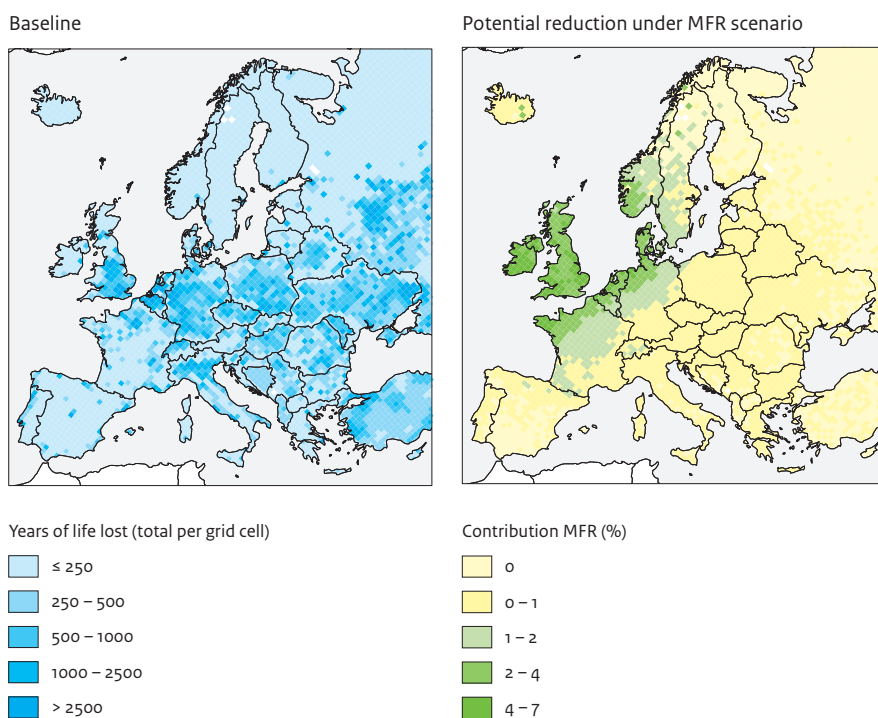 Baseline
Potential reduction under MFR scenario
Years of life lost (total per grid cell)
≤ 250
250 – 500
500 – 1000
1000 – 2500
> 2500
Contribution MFR (%)
0
0 – 1
1 – 2
2 – 4
4 – 7